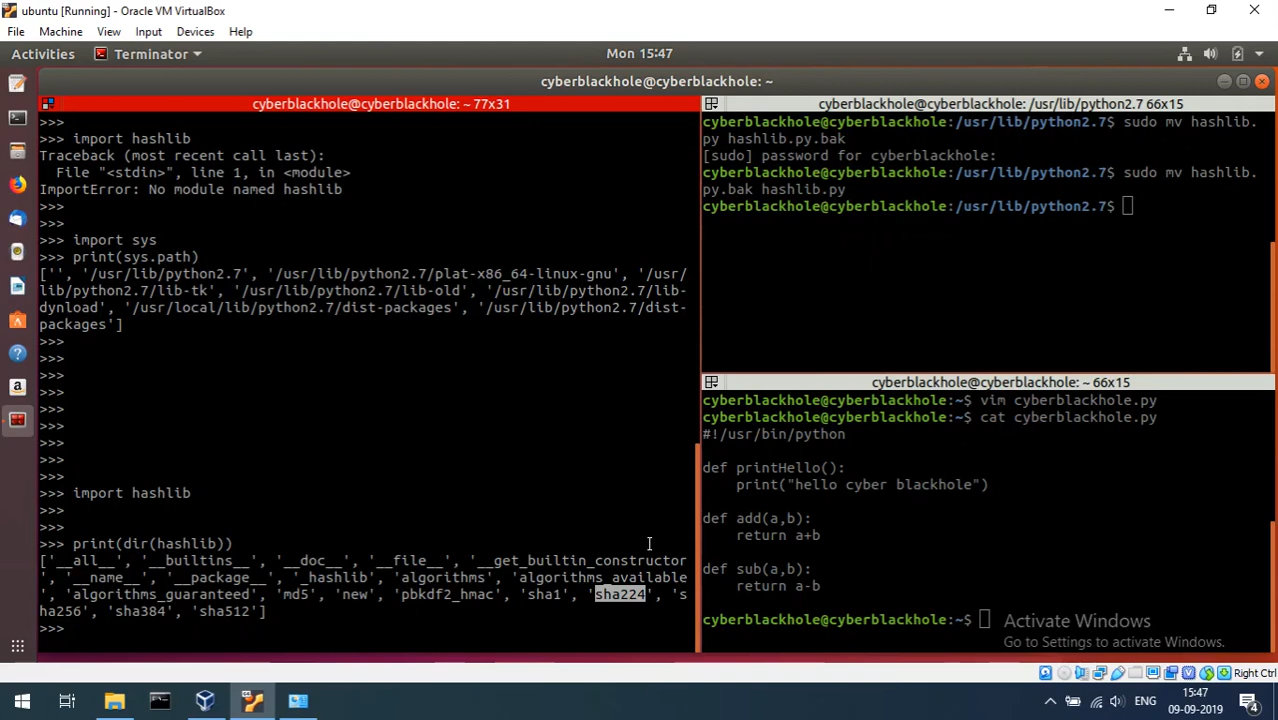 ubuntu [Running] - Oracle VM VirtualBox
File Machine View Input Devices Help
Activities Terminator Mon 15:47
cyberblackhole@cyberblackhole: ~
cyberblackhole@cyberblackhole: ~ 77x31
>>>
>>> import hashlib
Traceback (most recent call last):
  File "<stdin>", line 1, in <module>
ImportError: No module named hashlib
>>>
>>>
>>> import sys
>>> print(sys.path)
['', '/usr/lib/python2.7', '/usr/lib/python2.7/plat-x86_64-linux-gnu', '/usr/
lib/python2.7/lib-tk', '/usr/lib/python2.7/lib-old', '/usr/lib/python2.7/lib-
dynload', '/usr/local/lib/python2.7/dist-packages', '/usr/lib/python2.7/dist-
packages']
>>>
>>>
>>>
>>>
>>>
>>>
>>>
>>>
>>>
>>> import hashlib
>>>
>>>
>>> print(dir(hashlib))
['__all__', '__builtins__', '__doc__', '__file__', '__get_builtin_constructor
', '__name__', '__package__', '_hashlib', 'algorithms', 'algorithms_available
', 'algorithms_guaranteed', 'md5', 'new', 'pbkdf2_hmac', 'sha1', 'sha224', 's
ha256', 'sha384', 'sha512']
>>>
cyberblackhole@cyberblackhole: /usr/lib/python2.7 66x15
cyberblackhole@cyberblackhole:/usr/lib/python2.7$ sudo mv hashlib.
py hashlib.py.bak
[sudo] password for cyberblackhole:
cyberblackhole@cyberblackhole:/usr/lib/python2.7$ sudo mv hashlib.
py.bak hashlib.py
cyberblackhole@cyberblackhole:/usr/lib/python2.7$
cyberblackhole@cyberblackhole: ~ 66x15
cyberblackhole@cyberblackhole:~$ vim cyberblackhole.py
cyberblackhole@cyberblackhole:~$ cat cyberblackhole.py
#!/usr/bin/python
def printHello():
    print("hello cyber blackhole")
def add(a,b):
    return a+b
def sub(a,b):
    return a-b
cyberblackhole@cyberblackhole:~$
Activate Windows
Go to Settings to activate Windows.
Right Ctrl
ENG
15:47
09-09-2019
4